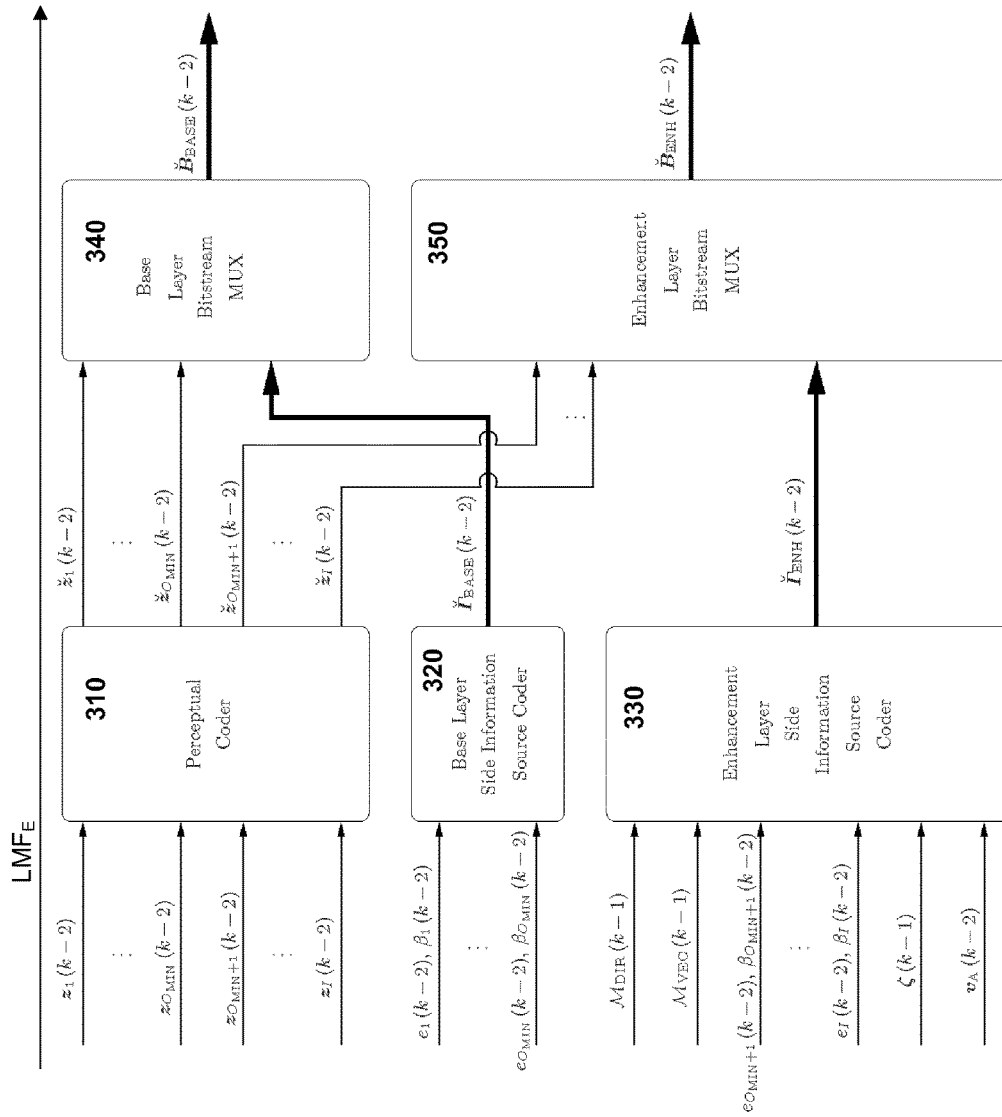 LMF_E
z_1(k−2)
⋮
z_{O_MIN}(k−2)
z_{O_MIN+1}(k−2)
⋮
z_I(k−2)
310
Perceptual
Coder
ž_1(k−2)
⋮
ž_{O_MIN}(k−2)
ž_{O_MIN+1}(k−2)
⋮
ž_I(k−2)
340
Base
Layer
Bitstream
MUX
B̌_BASE(k−2)
e_1(k−2), β_1(k−2)
⋮
e_{O_MIN}(k−2), β_{O_MIN}(k−2)
320
Base Layer
Side Information
Source Coder
Γ̌_BASE(k−2)
⋮
M_DIR(k−1)
M_VEC(k−1)
e_{O_MIN+1}(k−2), β_{O_MIN+1}(k−2)
⋮
e_I(k−2), β_I(k−2)
ζ(k−1)
v_A(k−2)
330
Enhancement
Layer
Side
Information
Source
Coder
Γ̌_ENH(k−2)
350
Enhancement
Layer
Bitstream
MUX
B̌_ENH(k−2)